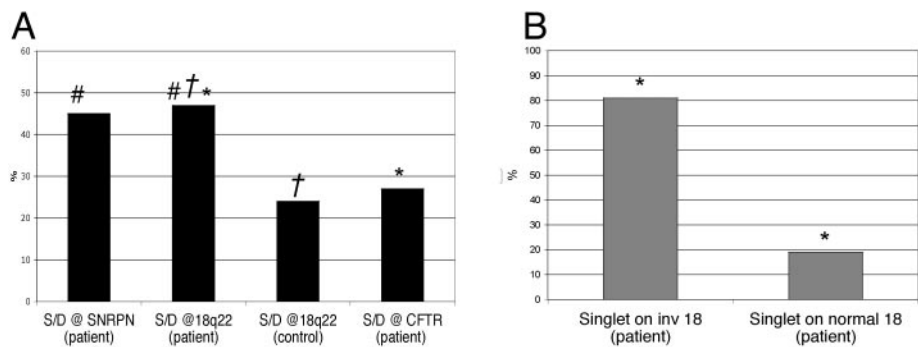 A
60
50
40
30
20
10
0
%
#
#†*
†
*
S/D @ SNRPN
(patient)
S/D @18q22
(patient)
S/D @18q22
(control)
S/D @ CFTR
(patient)
B
100
90
80
70
60
50
40
30
20
10
0
%
*
*
Singlet on inv 18
(patient)
Singlet on normal 18
(patient)